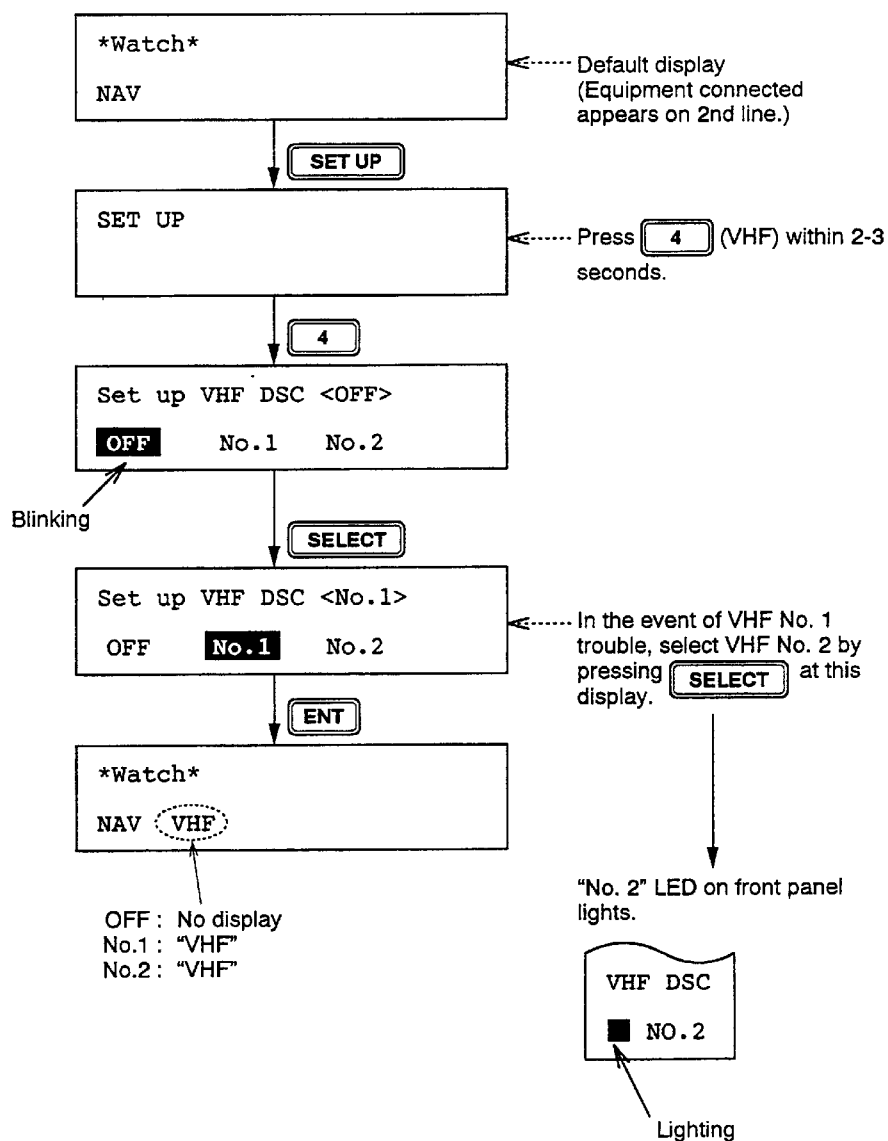 *Watch*
NAV
Default display
(Equipment connected
appears on 2nd line.)
SET UP
SET UP
Press 4 (VHF) within 2-3
seconds.
4
Set up VHF DSC <OFF>
OFF No.1 No.2
Blinking
SELECT
Set up VHF DSC <No.1>
OFF No.1 No.2
In the event of VHF No. 1
trouble, select VHF No. 2 by
pressing SELECT at this
display.
ENT
*Watch*
NAV VHF
OFF : No display
No.1 : “VHF”
No.2 : “VHF”
“No. 2” LED on front panel
lights.
VHF DSC
NO.2
Lighting